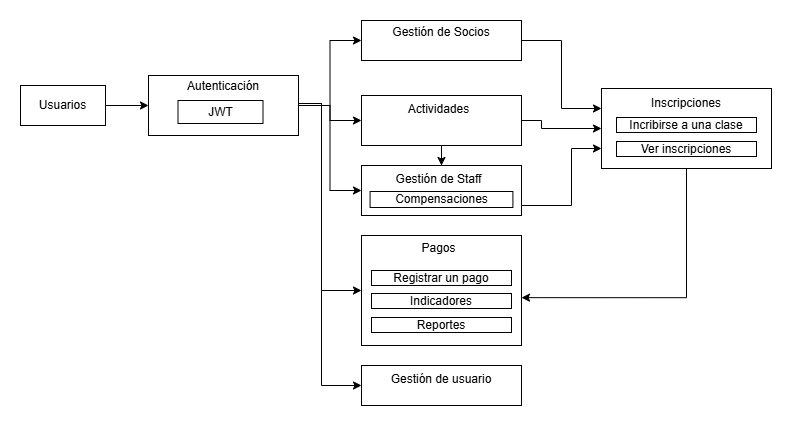 Usuarios
Autenticación
JWT
Gestión de Socios
Actividades
Gestión de Staff
Compensaciones
Pagos
Registrar un pago
Indicadores
Reportes
Gestión de usuario
Inscripciones
Incribirse a una clase
Ver inscripciones